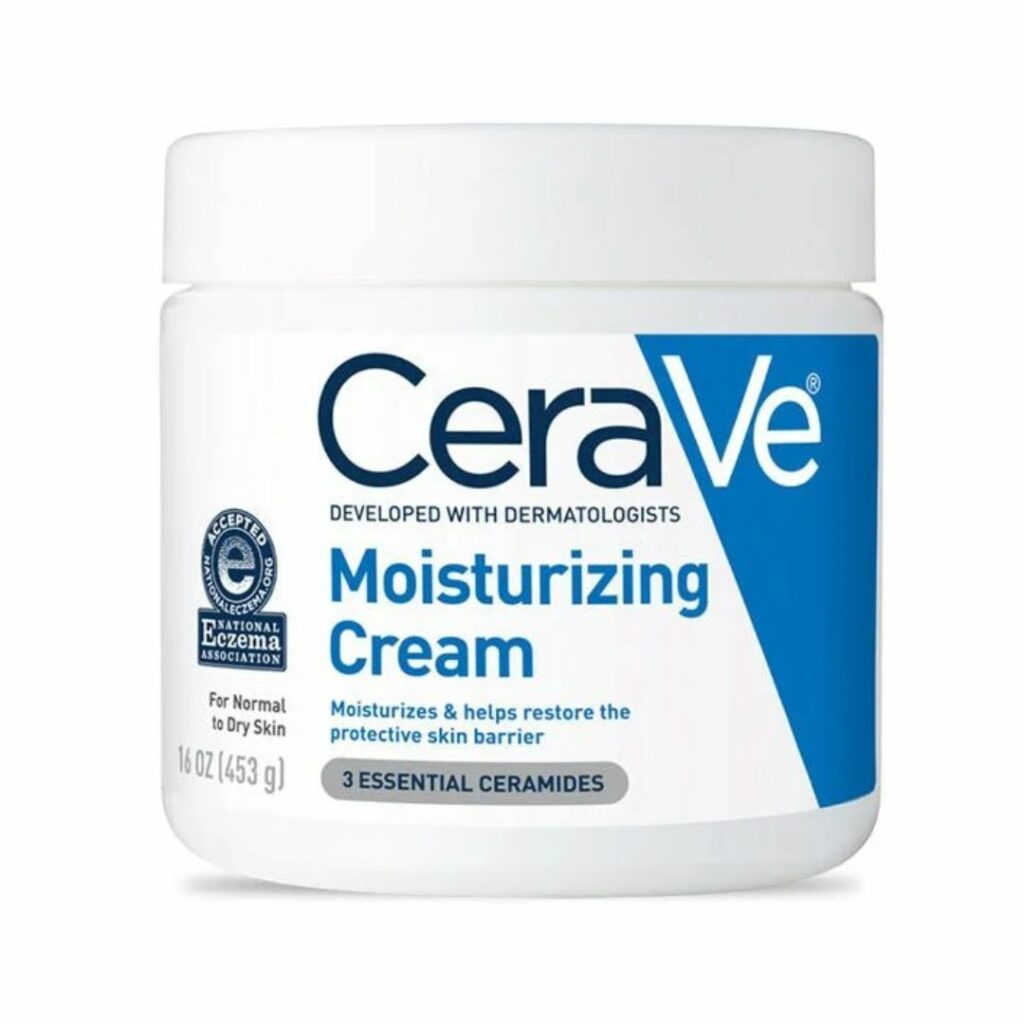 CeraVe®
DEVELOPED WITH DERMATOLOGISTS
Moisturizing
Cream
Moisturizes & helps restore the
protective skin barrier
3 ESSENTIAL CERAMIDES
ACCEPTED
e
NATIONALECZEMA.ORG
NATIONAL
Eczema
ASSOCIATION
For Normal
to Dry Skin
16 OZ (453 g)